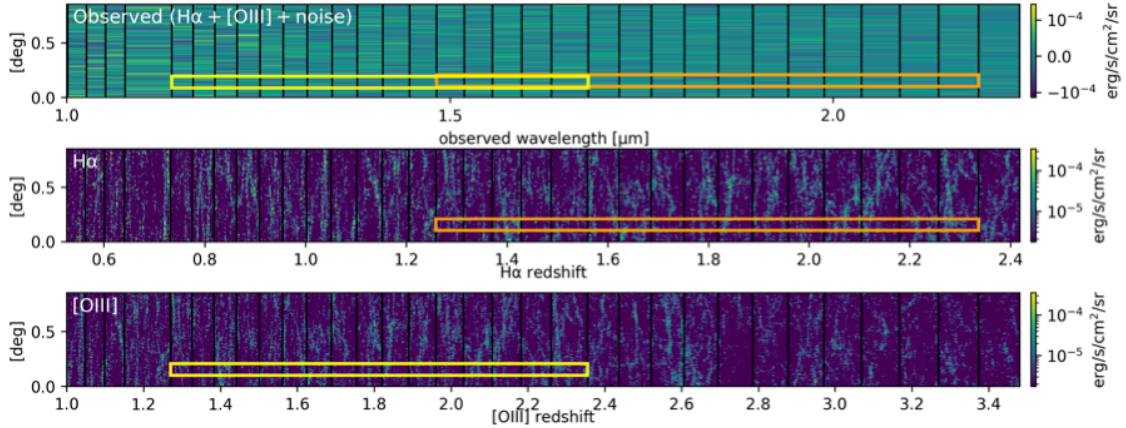 Observed (Hα + [OIII] + noise)
[deg]
0.5
0.0
1.0 1.5 2.0
observed wavelength [μm]
10⁻⁴
0.0
−10⁻⁴
erg/s/cm²/sr
Hα
[deg]
0.5
0.0
0.6 0.8 1.0 1.2 1.4 1.6 1.8 2.0 2.2 2.4
Hα redshift
10⁻⁴
10⁻⁵
erg/s/cm²/sr
[OIII]
[deg]
0.5
0.0
1.0 1.2 1.4 1.6 1.8 2.0 2.2 2.4 2.6 2.8 3.0 3.2 3.4
[OIII] redshift
10⁻⁴
10⁻⁵
erg/s/cm²/sr